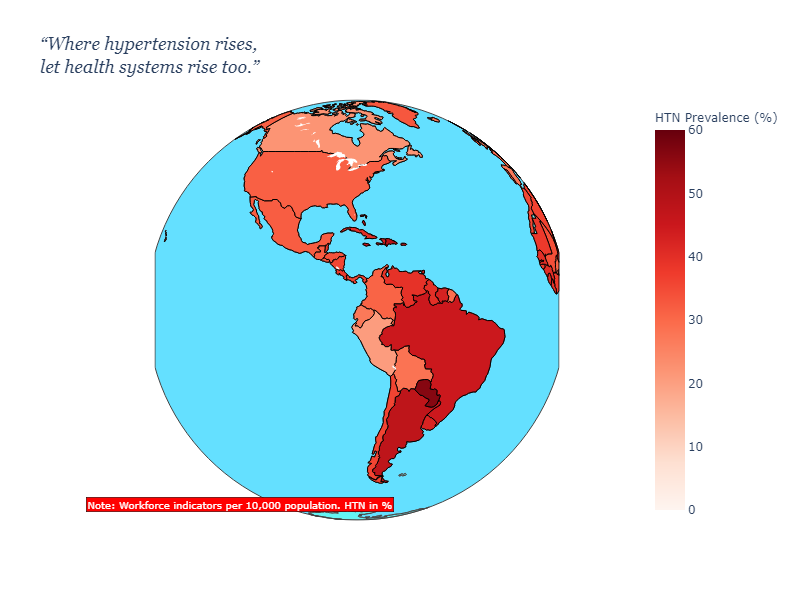 “Where hypertension rises,
let health systems rise too.”
HTN Prevalence (%)
60
50
40
30
20
10
0
Note: Workforce indicators per 10,000 population. HTN in %